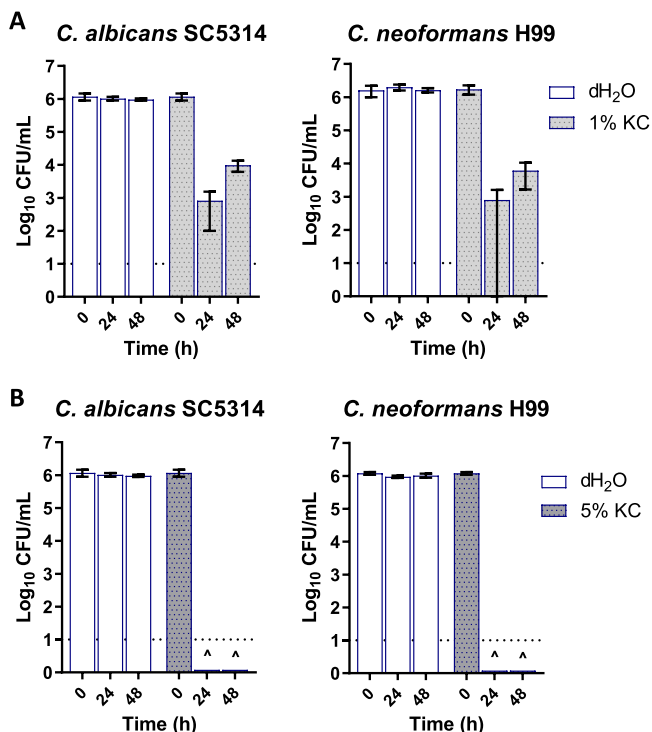 A
C. albicans SC5314
C. neoformans H99
7
6
5
4
3
2
1
0
Log10 CFU/mL
0 24 48 0 24 48
Time (h)
7
6
5
4
3
2
1
0
Log10 CFU/mL
0 24 48 0 24 48
Time (h)
dH2O
1% KC
B
C. albicans SC5314
C. neoformans H99
7
6
5
4
3
2
1
0
Log10 CFU/mL
^ ^
0 24 48 0 24 48
Time (h)
7
6
5
4
3
2
1
0
Log10 CFU/mL
^ ^
0 24 48 0 24 48
Time (h)
dH2O
5% KC